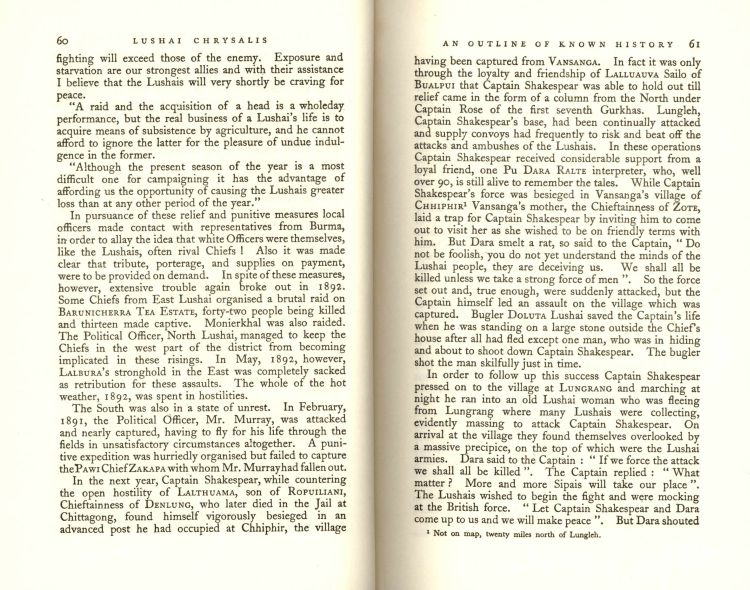 60 LUSHAI CHRYSALIS
fighting will exceed those of the enemy. Exposure and
starvation are our strongest allies and with their assistance
I believe that the Lushais will very shortly be craving for
peace.
"A raid and the acquisition of a head is a wholeday
performance, but the real business of a Lushai's life is to
acquire means of subsistence by agriculture, and he cannot
afford to ignore the latter for the pleasure of undue indul-
gence in the former.
"Although the present season of the year is a most
difficult one for campaigning it has the advantage of
affording us the opportunity of causing the Lushais greater
loss than at any other period of the year."
In pursuance of these relief and punitive measures local
officers made contact with representatives from Burma,
in order to allay the idea that white Officers were themselves,
like the Lushais, often rival Chiefs ! Also it was made
clear that tribute, porterage, and supplies on payment,
were to be provided on demand. In spite of these measures,
however, extensive trouble again broke out in 1892.
Some Chiefs from East Lushai organised a brutal raid on
BARUNICHERRA TEA ESTATE, forty-two people being killed
and thirteen made captive. Monierkhal was also raided.
The Political Officer, North Lushai, managed to keep the
Chiefs in the west part of the district from becoming
implicated in these risings. In May, 1892, however,
LALBURA's stronghold in the East was completely sacked
as retribution for these assaults. The whole of the hot
weather, 1892, was spent in hostilities.
The South was also in a state of unrest. In February,
1891, the Political Officer, Mr. Murray, was attacked
and nearly captured, having to fly for his life through the
fields in unsatisfactory circumstances altogether. A puni-
tive expedition was hurriedly organised but failed to capture
the PAWI Chief ZAKAPA with whom Mr. Murray had fallen out.
In the next year, Captain Shakespear, while countering
the open hostility of LALTHUAMA, son of ROPUILIANI,
Chieftainness of DENLUNG, who later died in the Jail at
Chittagong, found himself vigorously besieged in an
advanced post he had occupied at Chhiphir, the village
AN OUTLINE OF KNOWN HISTORY 61
having been captured from VANSANGA. In fact it was only
through the loyalty and friendship of LALLUAUVA Sailo of
BUALPUI that Captain Shakespear was able to hold out till
relief came in the form of a column from the North under
Captain Rose of the first seventh Gurkhas. Lungleh,
Captain Shakespear's base, had been continually attacked
and supply convoys had frequently to risk and beat off the
attacks and ambushes of the Lushais. In these operations
Captain Shakespear received considerable support from a
loyal friend, one Pu DARA RALTE interpreter, who, well
over 90, is still alive to remember the tales. While Captain
Shakespear's force was besieged in Vansanga's village of
CHHIPHIR¹ Vansanga's mother, the Chieftainness of ZOTE,
laid a trap for Captain Shakespear by inviting him to come
out to visit her as she wished to be on friendly terms with
him. But Dara smelt a rat, so said to the Captain, " Do
not be foolish, you do not yet understand the minds of the
Lushai people, they are deceiving us. We shall all be
killed unless we take a strong force of men ". So the force
set out and, true enough, were suddenly attacked, but the
Captain himself led an assault on the village which was
captured. Bugler DOLUTA Lushai saved the Captain's life
when he was standing on a large stone outside the Chief's
house after all had fled except one man, who was in hiding
and about to shoot down Captain Shakespear. The bugler
shot the man skilfully just in time.
In order to follow up this success Captain Shakespear
pressed on to the village at LUNGRANG and marching at
night he ran into an old Lushai woman who was fleeing
from Lungrang where many Lushais were collecting,
evidently massing to attack Captain Shakespear. On
arrival at the village they found themselves overlooked by
a massive precipice, on the top of which were the Lushai
armies. Dara said to the Captain : " If we force the attack
we shall all be killed ". The Captain replied : " What
matter ? More and more Sipais will take our place ".
The Lushais wished to begin the fight and were mocking
at the British force. " Let Captain Shakespear and Dara
come up to us and we will make peace ". But Dara shouted
¹ Not on map, twenty miles north of Lungleh.